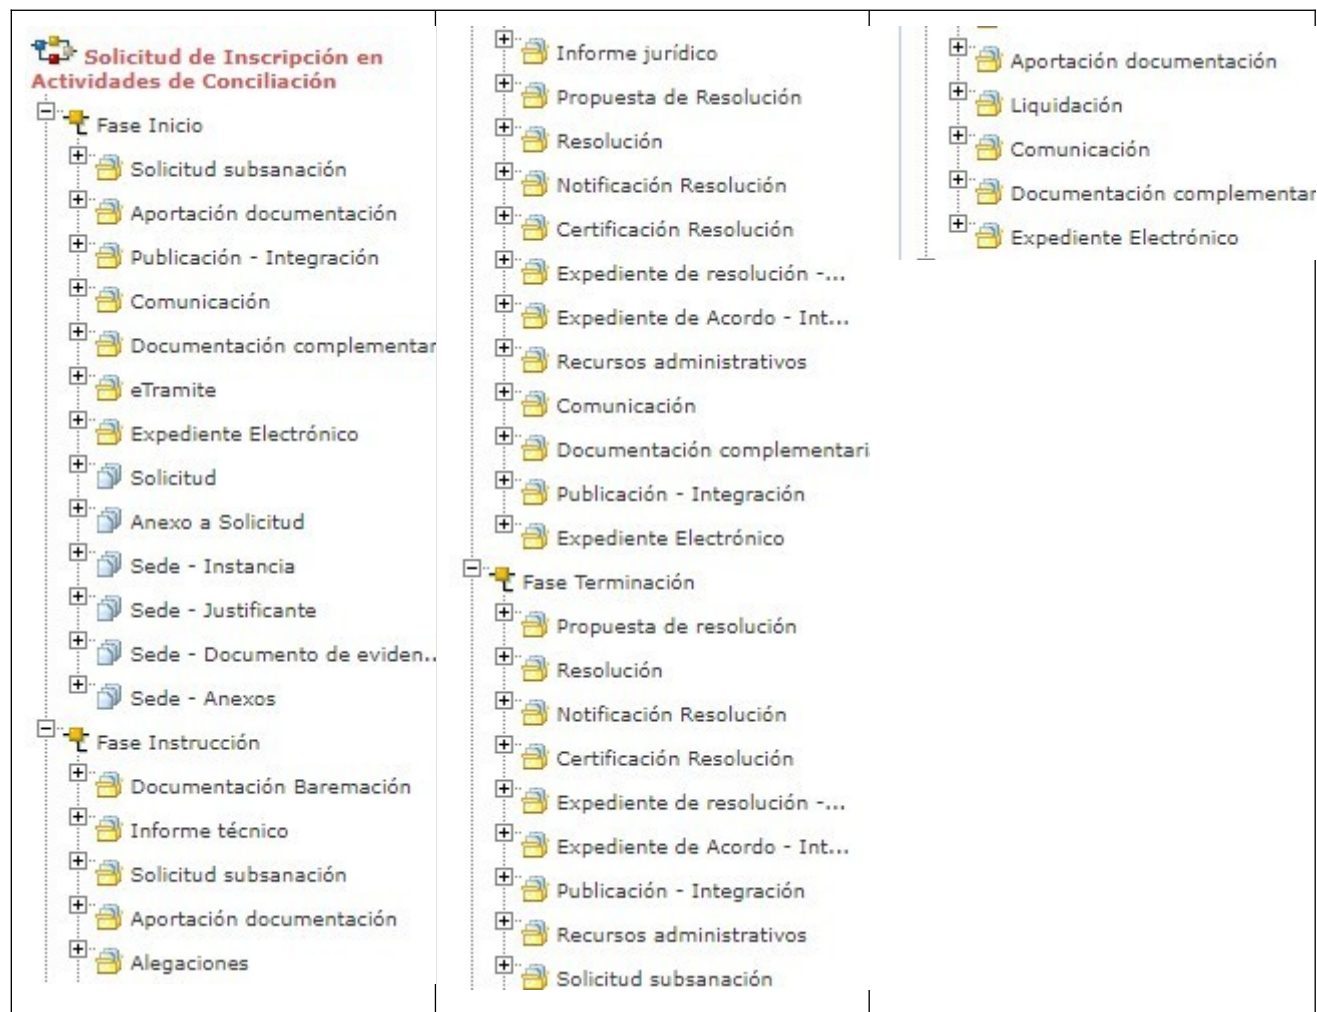 Solicitud de Inscripción en
Actividades de Conciliación
Fase Inicio
Solicitud subsanación
Aportación documentación
Publicación - Integración
Comunicación
Documentación complementar
eTramite
Expediente Electrónico
Solicitud
Anexo a Solicitud
Sede - Instancia
Sede - Justificante
Sede - Documento de eviden..
Sede - Anexos
Fase Instrucción
Documentación Baremación
Informe técnico
Solicitud subsanación
Aportación documentación
Alegaciones
Informe jurídico
Propuesta de Resolución
Resolución
Notificación Resolución
Certificación Resolución
Expediente de resolución -...
Expediente de Acordo - Int...
Recursos administrativos
Comunicación
Documentación complementari
Publicación - Integración
Expediente Electrónico
Fase Terminación
Propuesta de resolución
Resolución
Notificación Resolución
Certificación Resolución
Expediente de resolución -...
Expediente de Acordo - Int...
Publicación - Integración
Recursos administrativos
Solicitud subsanación
Aportación documentación
Liquidación
Comunicación
Documentación complementar
Expediente Electrónico